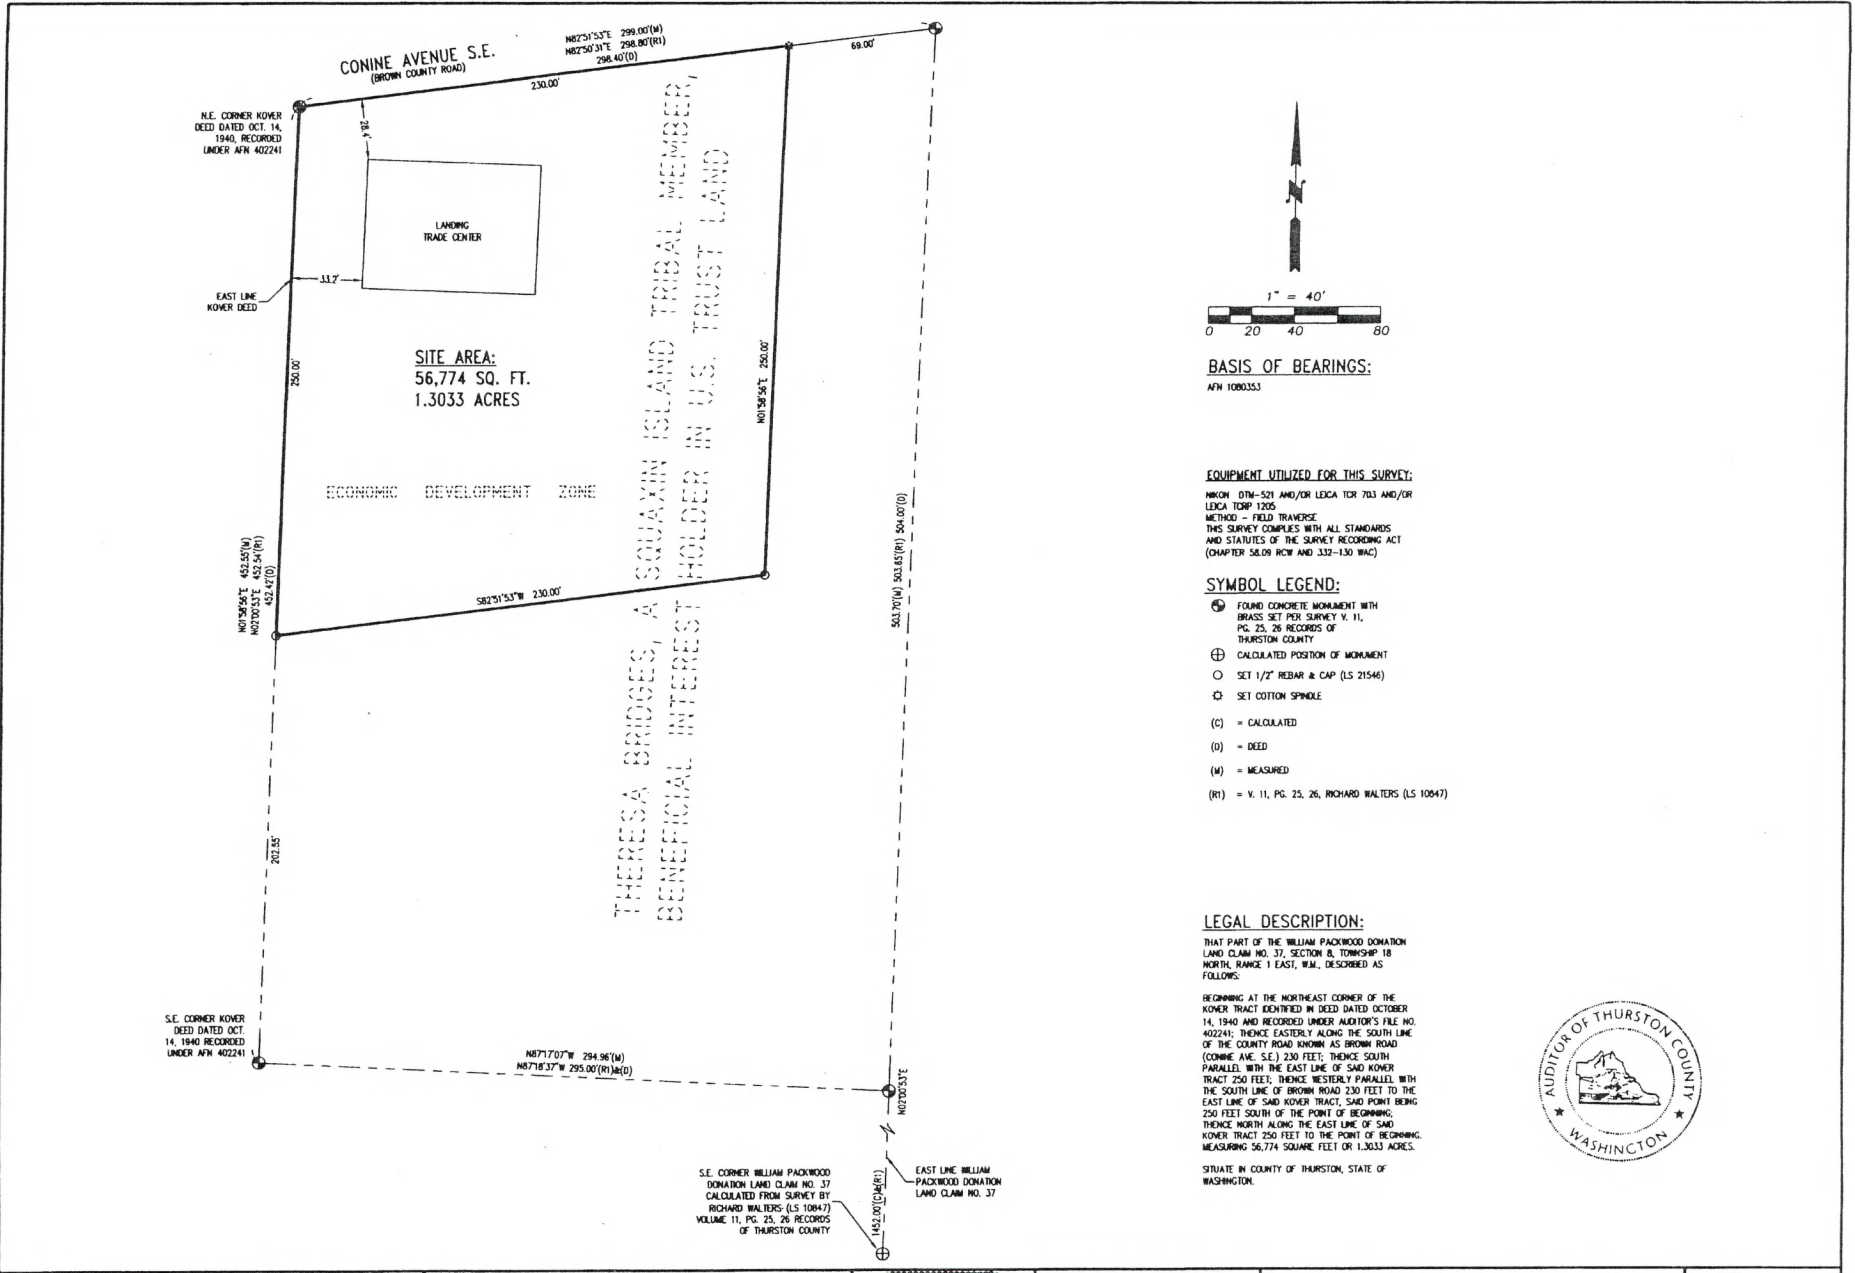 CONINE AVENUE S.E.
(BROWN COUNTY ROAD)
N82°51'53"E 299.00'(M)
N82°50'31"E 298.80'(R1)
298.40'(D)
69.00'
230.00'
N.E. CORNER KOVER
DEED DATED OCT. 14,
1940, RECORDED
UNDER AFN 402241
28.4'
LANDING
TRADE CENTER
33.2'
EAST LINE
KOVER DEED
250.00'
SITE AREA:
56,774 SQ. FT.
1.3033 ACRES
N01°58'56"E 250.00'
ECONOMIC DEVELOPMENT ZONE
THERESA BRIDGES, A SQUAXIN ISLAND TRIBAL MEMBER,
BENEFICIAL INTEREST HOLDER IN U.S. TRUST LAND
503.70'(M) 503.65'(R1) 504.00'(D)
S82°51'53"W 230.00'
N01°58'56"E 452.55'(M)
N02°00'53"E 452.54'(R1)
452.42'(D)
202.55'
S.E. CORNER KOVER
DEED DATED OCT.
14, 1940 RECORDED
UNDER AFN 402241
N87°17'07"W 294.96'(M)
N87°18'37"W 295.00'(R1)&(D)
N02°00'53"E
S.E. CORNER WILLIAM PACKWOOD
DONATION LAND CLAIM NO. 37
CALCULATED FROM SURVEY BY
RICHARD WALTERS (LS 10847)
VOLUME 11, PG. 25, 26 RECORDS
OF THURSTON COUNTY
1452.00'(C)&(R1)
EAST LINE WILLIAM
PACKWOOD DONATION
LAND CLAIM NO. 37
N
1" = 40'
0 20 40 80
BASIS OF BEARINGS:
AFN 1080353
EQUIPMENT UTILIZED FOR THIS SURVEY:
NIKON DTM-521 AND/OR LEICA TCR 703 AND/OR
LEICA TCRP 1205
METHOD - FIELD TRAVERSE
THIS SURVEY COMPLIES WITH ALL STANDARDS
AND STATUTES OF THE SURVEY RECORDING ACT
(CHAPTER 58.09 RCW AND 332-130 WAC)
SYMBOL LEGEND:
FOUND CONCRETE MONUMENT WITH
BRASS SET PER SURVEY V. 11,
PG. 25, 26 RECORDS OF
THURSTON COUNTY
CALCULATED POSITION OF MONUMENT
SET 1/2" REBAR & CAP (LS 21546)
SET COTTON SPINDLE
(C) = CALCULATED
(D) = DEED
(M) = MEASURED
(R1) = V. 11, PG. 25, 26, RICHARD WALTERS (LS 10847)
LEGAL DESCRIPTION:
THAT PART OF THE WILLIAM PACKWOOD DONATION
LAND CLAIM NO. 37, SECTION 8, TOWNSHIP 18
NORTH, RANGE 1 EAST, W.M., DESCRIBED AS
FOLLOWS:
BEGINNING AT THE NORTHEAST CORNER OF THE
KOVER TRACT IDENTIFIED IN DEED DATED OCTOBER
14, 1940 AND RECORDED UNDER AUDITOR'S FILE NO.
402241; THENCE EASTERLY ALONG THE SOUTH LINE
OF THE COUNTY ROAD KNOWN AS BROWN ROAD
(CONINE AVE. S.E.) 230 FEET; THENCE SOUTH
PARALLEL WITH THE EAST LINE OF SAID KOVER
TRACT 250 FEET; THENCE WESTERLY PARALLEL WITH
THE SOUTH LINE OF BROWN ROAD 230 FEET TO THE
EAST LINE OF SAID KOVER TRACT, SAID POINT BEING
250 FEET SOUTH OF THE POINT OF BEGINNING;
THENCE NORTH ALONG THE EAST LINE OF SAID
KOVER TRACT 250 FEET TO THE POINT OF BEGINNING.
MEASURING 56,774 SQUARE FEET OR 1.3033 ACRES.
SITUATE IN COUNTY OF THURSTON, STATE OF
WASHINGTON.
AUDITOR OF THURSTON COUNTY
WASHINGTON